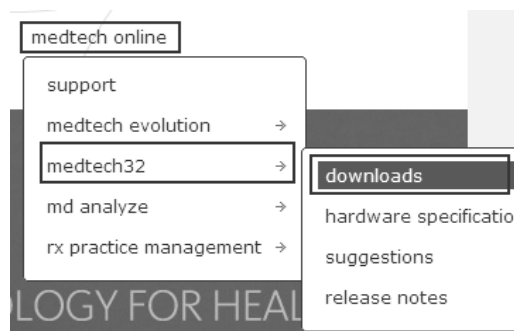 medtech online
support
medtech evolution
medtech32
md analyze
rx practice management
downloads
hardware specificatio
suggestions
release notes
OLOGY FOR HEAL